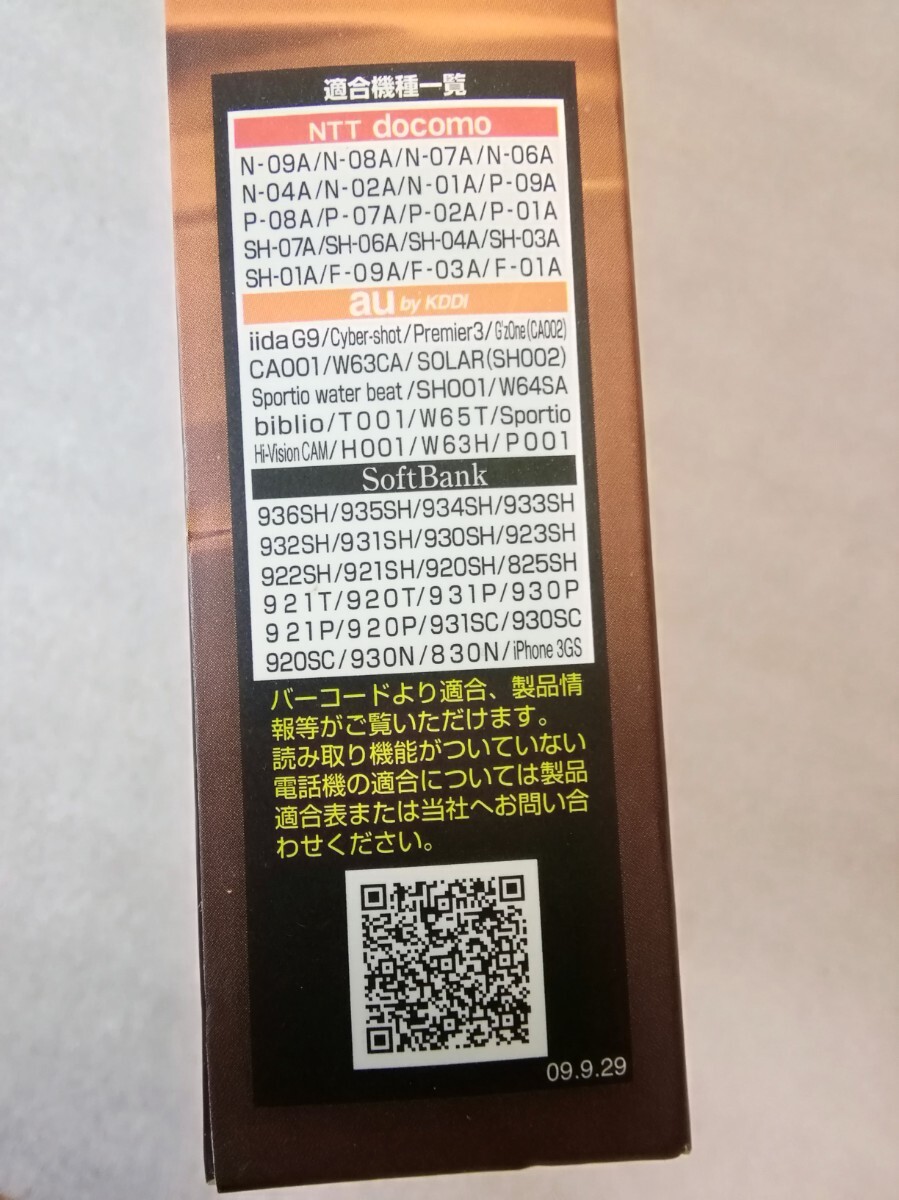 適合機種一覧
NTT docomo
N-09A/N-08A/N-07A/N-06A
N-04A/N-02A/N-01A/P-09A
P-08A/P-07A/P-02A/P-01A
SH-07A/SH-06A/SH-04A/SH-03A
SH-01A/F-09A/F-03A/F-01A
au by KDDI
iida G9/Cyber-shot/Premier3/G'zOne(CA002)
CA001/W63CA/SOLAR(SH002)
Sportio water beat/SH001/W64SA
biblio/T001/W65T/Sportio
Hi-Vision CAM/H001/W63H/P001
SoftBank
936SH/935SH/934SH/933SH
932SH/931SH/930SH/923SH
922SH/921SH/920SH/825SH
921T/920T/931P/930P
921P/920P/931SC/930SC
920SC/930N/830N/iPhone 3GS
バーコードより適合、製品情
報等がご覧いただけます。
読み取り機能がついていない
電話機の適合については製品
適合表または当社へお問い合
わせください。
09.9.29